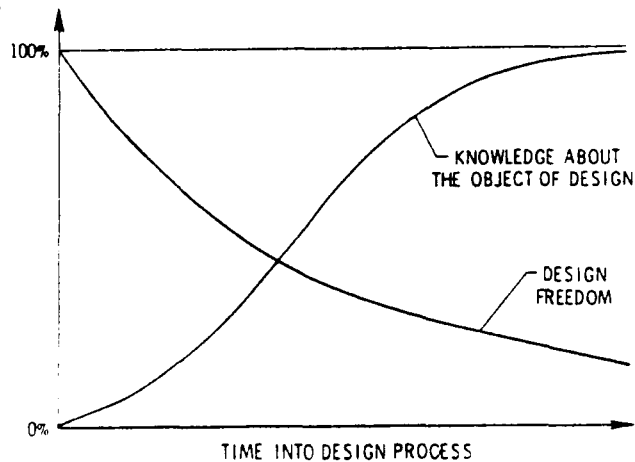 100%
KNOWLEDGE ABOUT
THE OBJECT OF DESIGN
DESIGN
FREEDOM
0%
TIME INTO DESIGN PROCESS